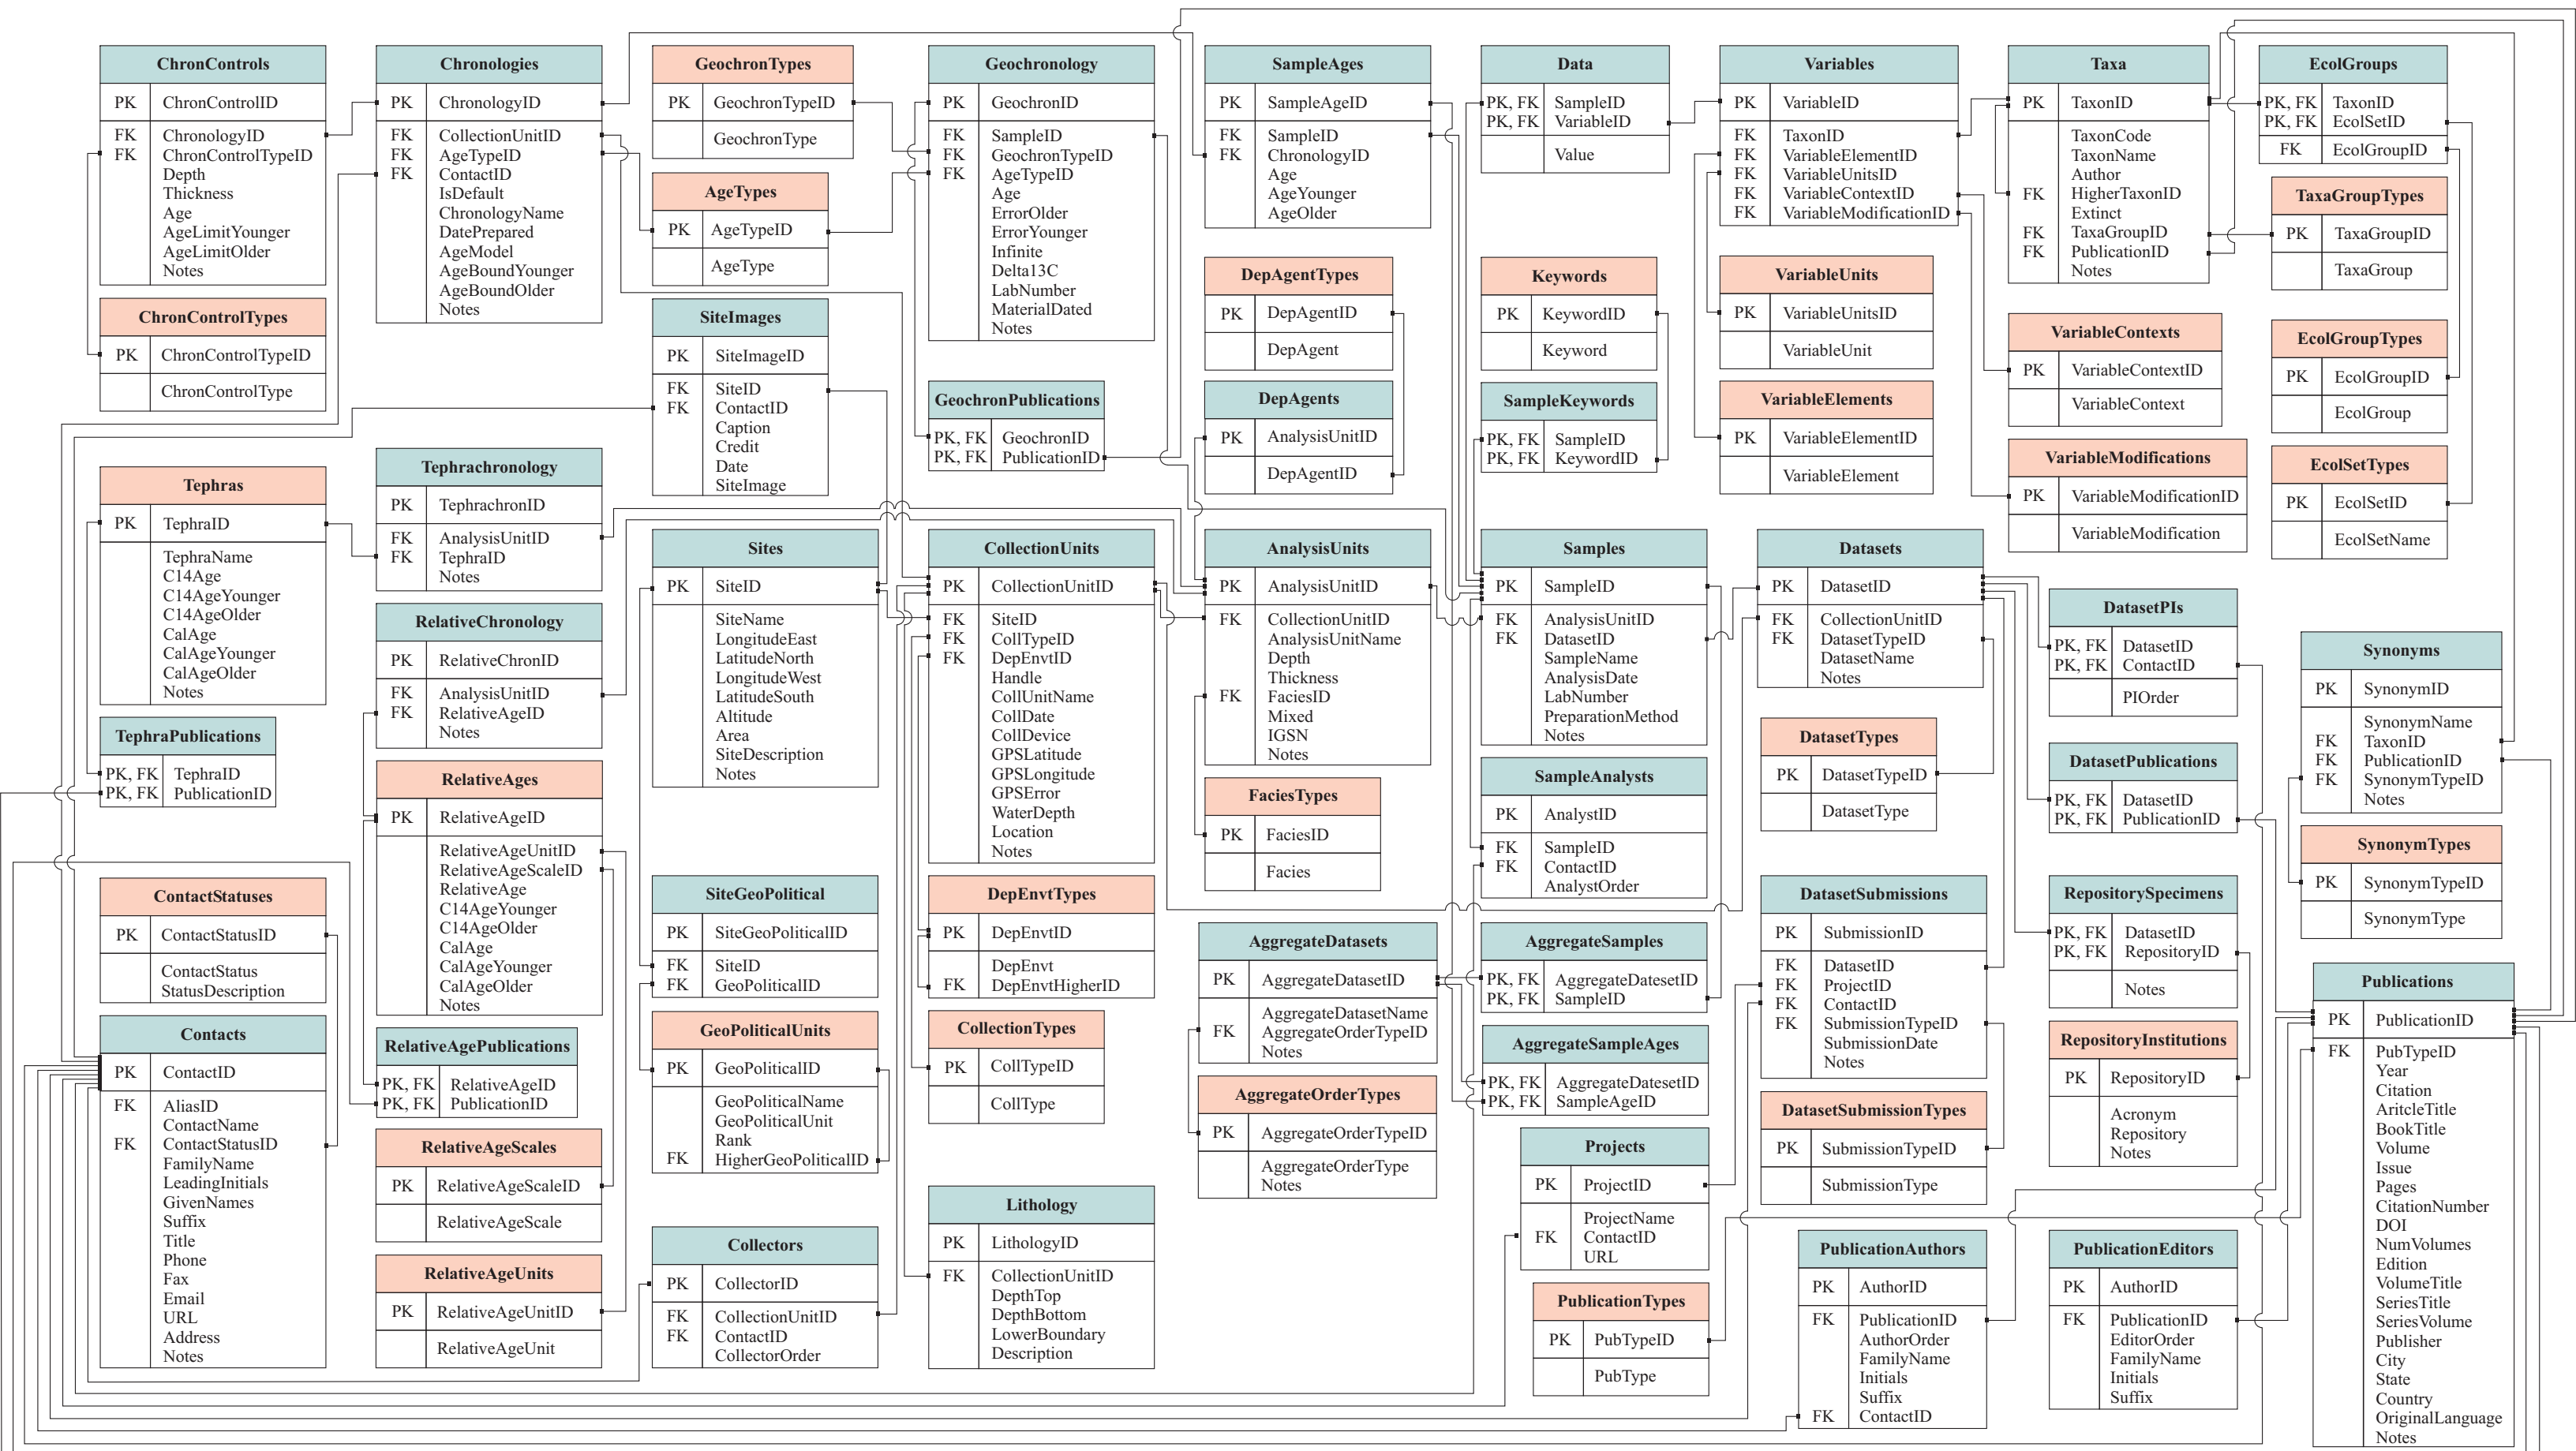 ChronControls
PK ChronControlID
FK ChronologyID
FK ChronControlTypeID
Depth
Thickness
Age
AgeLimitYounger
AgeLimitOlder
Notes
ChronControlTypes
PK ChronControlTypeID
ChronControlType
Tephras
PK TephraID
TephraName
C14Age
C14AgeYounger
C14AgeOlder
CalAge
CalAgeYounger
CalAgeOlder
Notes
TephraPublications
PK, FK TephraID
PK, FK PublicationID
ContactStatuses
PK ContactStatusID
ContactStatus
StatusDescription
Contacts
PK ContactID
FK AliasID
ContactName
FK ContactStatusID
FamilyName
LeadingInitials
GivenNames
Suffix
Title
Phone
Fax
Email
URL
Address
Notes
Chronologies
PK ChronologyID
FK CollectionUnitID
FK AgeTypeID
FK ContactID
IsDefault
ChronologyName
DatePrepared
AgeModel
AgeBoundYounger
AgeBoundOlder
Notes
Tephrachronology
PK TephrachronID
FK AnalysisUnitID
FK TephraID
Notes
RelativeChronology
PK RelativeChronID
FK AnalysisUnitID
FK RelativeAgeID
Notes
RelativeAges
PK RelativeAgeID
RelativeAgeUnitID
RelativeAgeScaleID
RelativeAge
C14AgeYounger
C14AgeOlder
CalAge
CalAgeYounger
CalAgeOlder
Notes
RelativeAgePublications
PK, FK RelativeAgeID
PK, FK PublicationID
RelativeAgeScales
PK RelativeAgeScaleID
RelativeAgeScale
RelativeAgeUnits
PK RelativeAgeUnitID
RelativeAgeUnit
GeochronTypes
PK GeochronTypeID
GeochronType
AgeTypes
PK AgeTypeID
AgeType
SiteImages
PK SiteImageID
FK SiteID
FK ContactID
Caption
Credit
Date
SiteImage
Sites
PK SiteID
SiteName
LongitudeEast
LatitudeNorth
LongitudeWest
LatitudeSouth
Altitude
Area
SiteDescription
Notes
SiteGeoPolitical
PK SiteGeoPoliticalID
FK SiteID
FK GeoPoliticalID
GeoPoliticalUnits
PK GeoPoliticalID
GeoPoliticalName
GeoPoliticalUnit
Rank
FK HigherGeoPoliticalID
Collectors
PK CollectorID
FK CollectionUnitID
FK ContactID
CollectorOrder
Geochronology
PK GeochronID
FK SampleID
FK GeochronTypeID
FK AgeTypeID
Age
ErrorOlder
ErrorYounger
Infinite
Delta13C
LabNumber
MaterialDated
Notes
GeochronPublications
PK, FK GeochronID
PK, FK PublicationID
CollectionUnits
PK CollectionUnitID
FK SiteID
FK CollTypeID
FK DepEnvtID
Handle
CollUnitName
CollDate
CollDevice
GPSLatitude
GPSLongitude
GPSError
WaterDepth
Location
Notes
DepEnvtTypes
PK DepEnvtID
DepEnvt
FK DepEnvtHigherID
CollectionTypes
PK CollTypeID
CollType
Lithology
PK LithologyID
FK CollectionUnitID
DepthTop
DepthBottom
LowerBoundary
Description
SampleAges
PK SampleAgeID
FK SampleID
FK ChronologyID
Age
AgeYounger
AgeOlder
DepAgentTypes
PK DepAgentID
DepAgent
DepAgents
PK AnalysisUnitID
DepAgentID
AnalysisUnits
PK AnalysisUnitID
FK CollectionUnitID
AnalysisUnitName
Depth
Thickness
FK FaciesID
Mixed
IGSN
Notes
FaciesTypes
PK FaciesID
Facies
AggregateDatasets
PK AggregateDatasetID
AggregateDatasetName
FK AggregateOrderTypeID
Notes
AggregateOrderTypes
PK AggregateOrderTypeID
AggregateOrderType
Notes
Data
PK, FK SampleID
PK, FK VariableID
Value
Keywords
PK KeywordID
Keyword
SampleKeywords
PK, FK SampleID
PK, FK KeywordID
Samples
PK SampleID
FK AnalysisUnitID
FK DatasetID
SampleName
AnalysisDate
LabNumber
PreparationMethod
Notes
SampleAnalysts
PK AnalystID
FK SampleID
FK ContactID
AnalystOrder
AggregateSamples
PK, FK AggregateDatesetID
PK, FK SampleID
AggregateSampleAges
PK, FK AggregateDatesetID
PK, FK SampleAgeID
Projects
PK ProjectID
ProjectName
FK ContactID
URL
PublicationTypes
PK PubTypeID
PubType
Variables
PK VariableID
FK TaxonID
FK VariableElementID
FK VariableUnitsID
FK VariableContextID
FK VariableModificationID
VariableUnits
PK VariableUnitsID
VariableUnit
VariableElements
PK VariableElementID
VariableElement
Datasets
PK DatasetID
FK CollectionUnitID
FK DatasetTypeID
DatasetName
Notes
DatasetTypes
PK DatasetTypeID
DatasetType
DatasetSubmissions
PK SubmissionID
FK DatasetID
FK ProjectID
FK ContactID
FK SubmissionTypeID
SubmissionDate
Notes
DatasetSubmissionTypes
PK SubmissionTypeID
SubmissionType
PublicationAuthors
PK AuthorID
FK PublicationID
AuthorOrder
FamilyName
Initials
Suffix
FK ContactID
Taxa
PK TaxonID
TaxonCode
TaxonName
Author
FK HigherTaxonID
Extinct
FK TaxaGroupID
FK PublicationID
Notes
VariableContexts
PK VariableContextID
VariableContext
VariableModifications
PK VariableModificationID
VariableModification
DatasetPIs
PK, FK DatasetID
PK, FK ContactID
PIOrder
DatasetPublications
PK, FK DatasetID
PK, FK PublicationID
RepositorySpecimens
PK, FK DatasetID
PK, FK RepositoryID
Notes
RepositoryInstitutions
PK RepositoryID
Acronym
Repository
Notes
PublicationEditors
PK AuthorID
FK PublicationID
EditorOrder
FamilyName
Initials
Suffix
EcolGroups
PK, FK TaxonID
PK, FK EcolSetID
FK EcolGroupID
TaxaGroupTypes
PK TaxaGroupID
TaxaGroup
EcolGroupTypes
PK EcolGroupID
EcolGroup
EcolSetTypes
PK EcolSetID
EcolSetName
Synonyms
PK SynonymID
SynonymName
FK TaxonID
FK PublicationID
FK SynonymTypeID
Notes
SynonymTypes
PK SynonymTypeID
SynonymType
Publications
PK PublicationID
FK PubTypeID
Year
Citation
AritcleTitle
BookTitle
Volume
Issue
Pages
CitationNumber
DOI
NumVolumes
Edition
VolumeTitle
SeriesTitle
SeriesVolume
Publisher
City
State
Country
OriginalLanguage
Notes